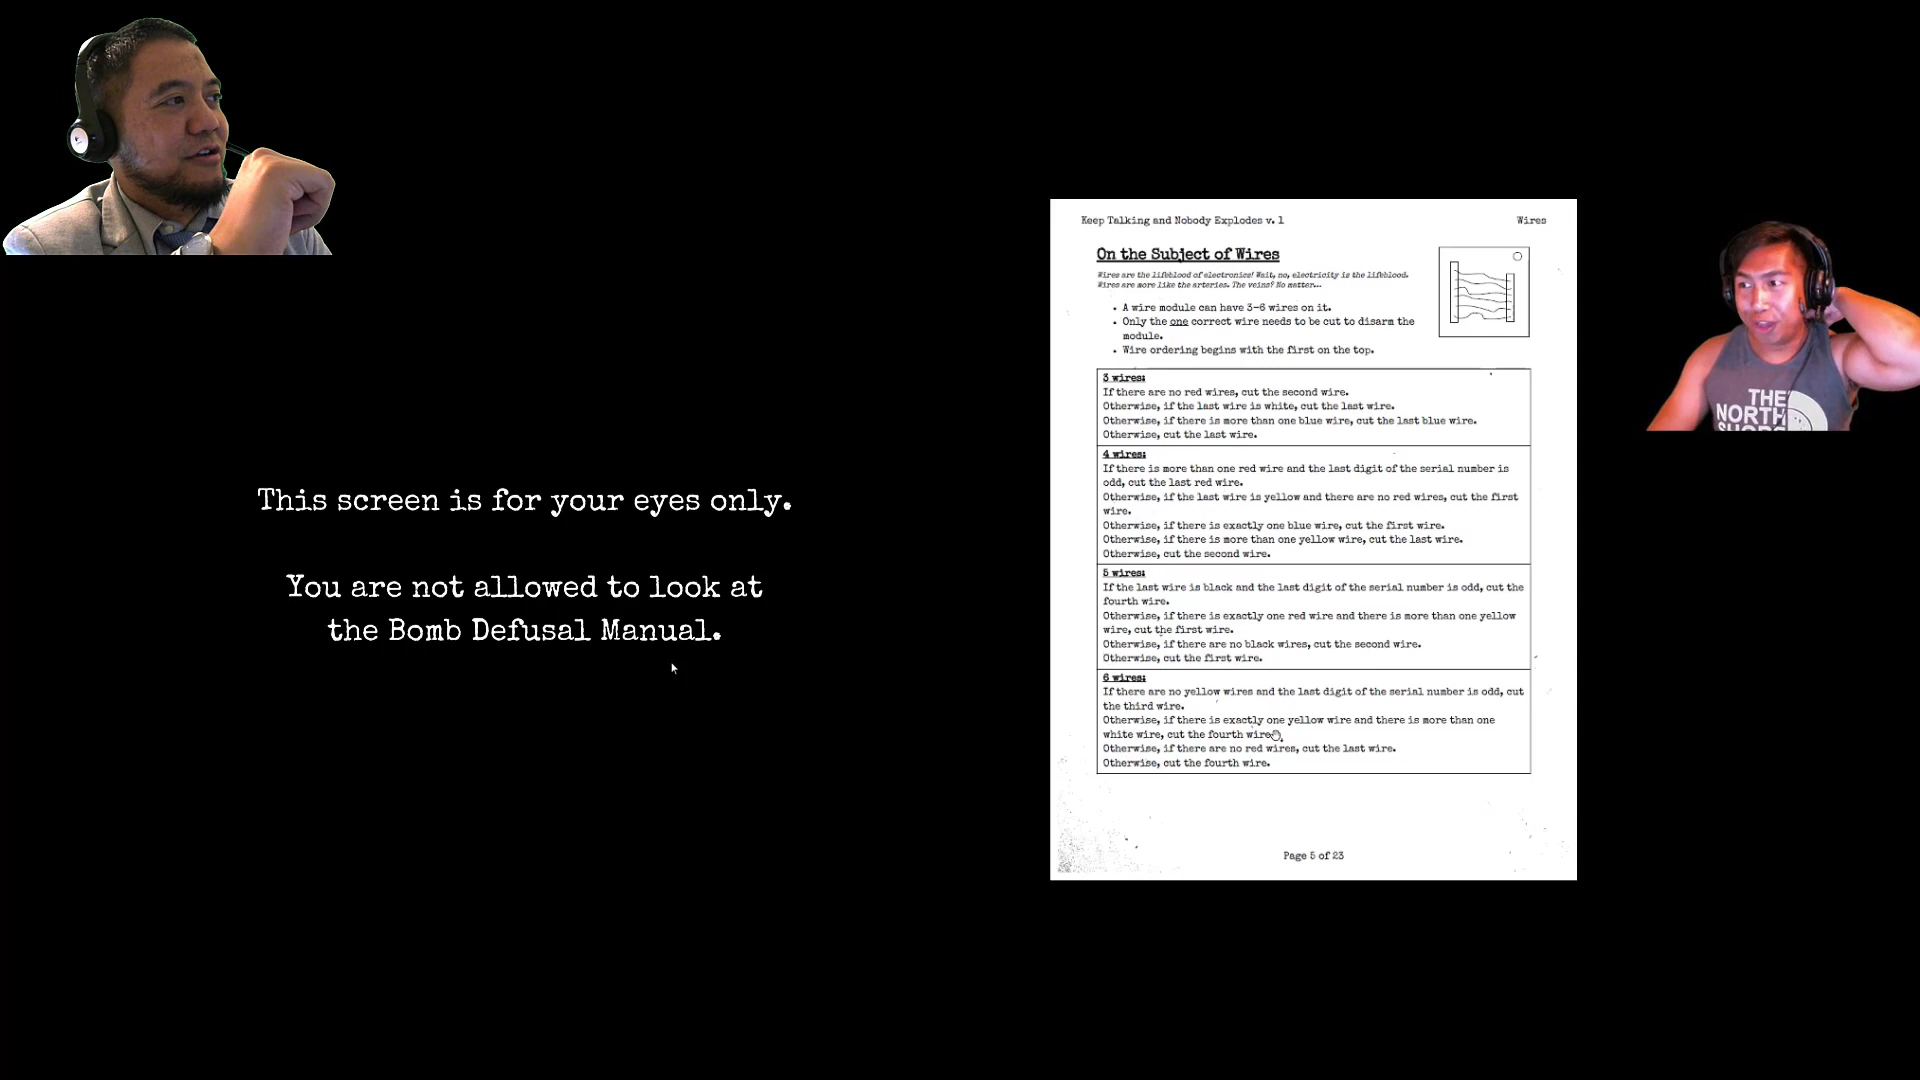 This screen is for your eyes only.
You are not allowed to look at
the Bomb Defusal Manual.
Keep Talking and Nobody Explodes v. 1
Wires
On the Subject of Wires
Wires are the lifeblood of electronics! Wait, no, electricity is the lifeblood.
Wires are more like the arteries. The veins? No matter...
• A wire module can have 3-6 wires on it.
• Only the one correct wire needs to be cut to disarm the
module.
• Wire ordering begins with the first on the top.
3 wires:
If there are no red wires, cut the second wire.
Otherwise, if the last wire is white, cut the last wire.
Otherwise, if there is more than one blue wire, cut the last blue wire.
Otherwise, cut the last wire.
4 wires:
If there is more than one red wire and the last digit of the serial number is
odd, cut the last red wire.
Otherwise, if the last wire is yellow and there are no red wires, cut the first
wire.
Otherwise, if there is exactly one blue wire, cut the first wire.
Otherwise, if there is more than one yellow wire, cut the last wire.
Otherwise, cut the second wire.
5 wires:
If the last wire is black and the last digit of the serial number is odd, cut the
fourth wire.
Otherwise, if there is exactly one red wire and there is more than one yellow
wire, cut the first wire.
Otherwise, if there are no black wires, cut the second wire.
Otherwise, cut the first wire.
6 wires:
If there are no yellow wires and the last digit of the serial number is odd, cut
the third wire.
Otherwise, if there is exactly one yellow wire and there is more than one
white wire, cut the fourth wire.
Otherwise, if there are no red wires, cut the last wire.
Otherwise, cut the fourth wire.
Page 5 of 23
THE
NORTH